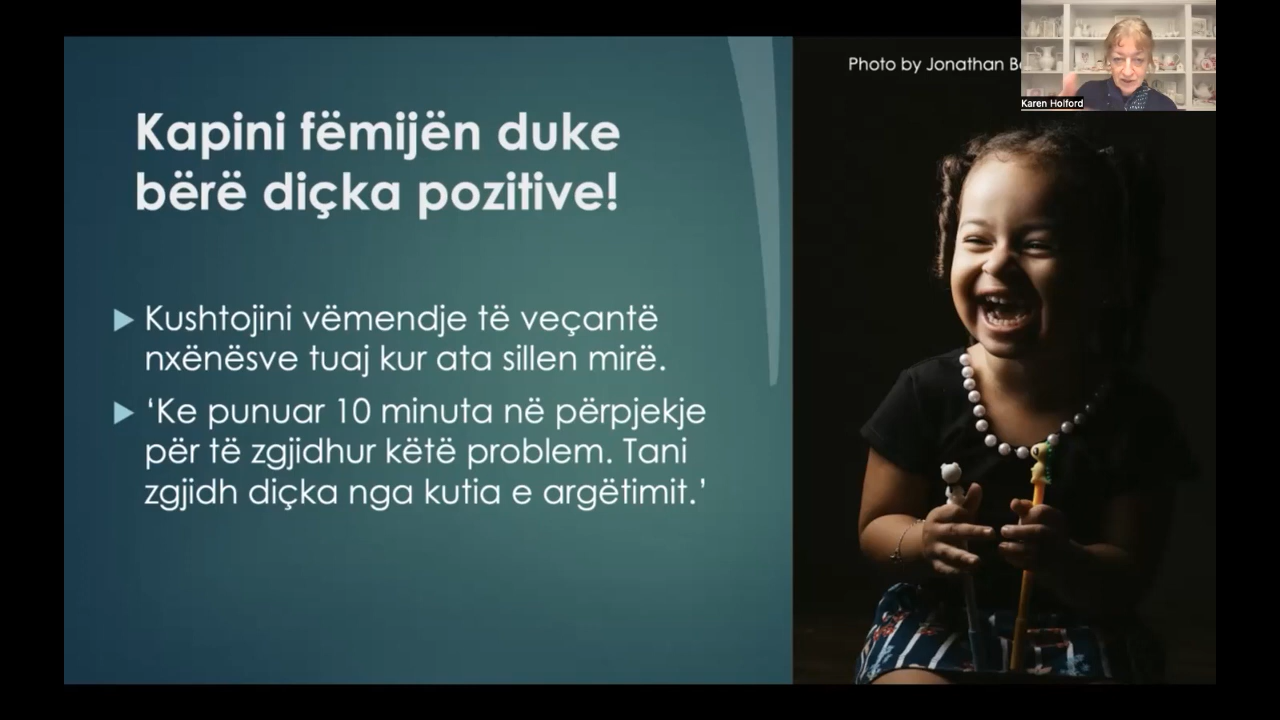 Kapini fëmijën duke
bërë diçka pozitive!
Kushtojini vëmendje të veçantë
nxënësve tuaj kur ata sillen mirë.
‘Ke punuar 10 minuta në përpjekje
për të zgjidhur këtë problem. Tani
zgjidh diçka nga kutia e argëtimit.’
Photo by Jonathan
Karen Holford